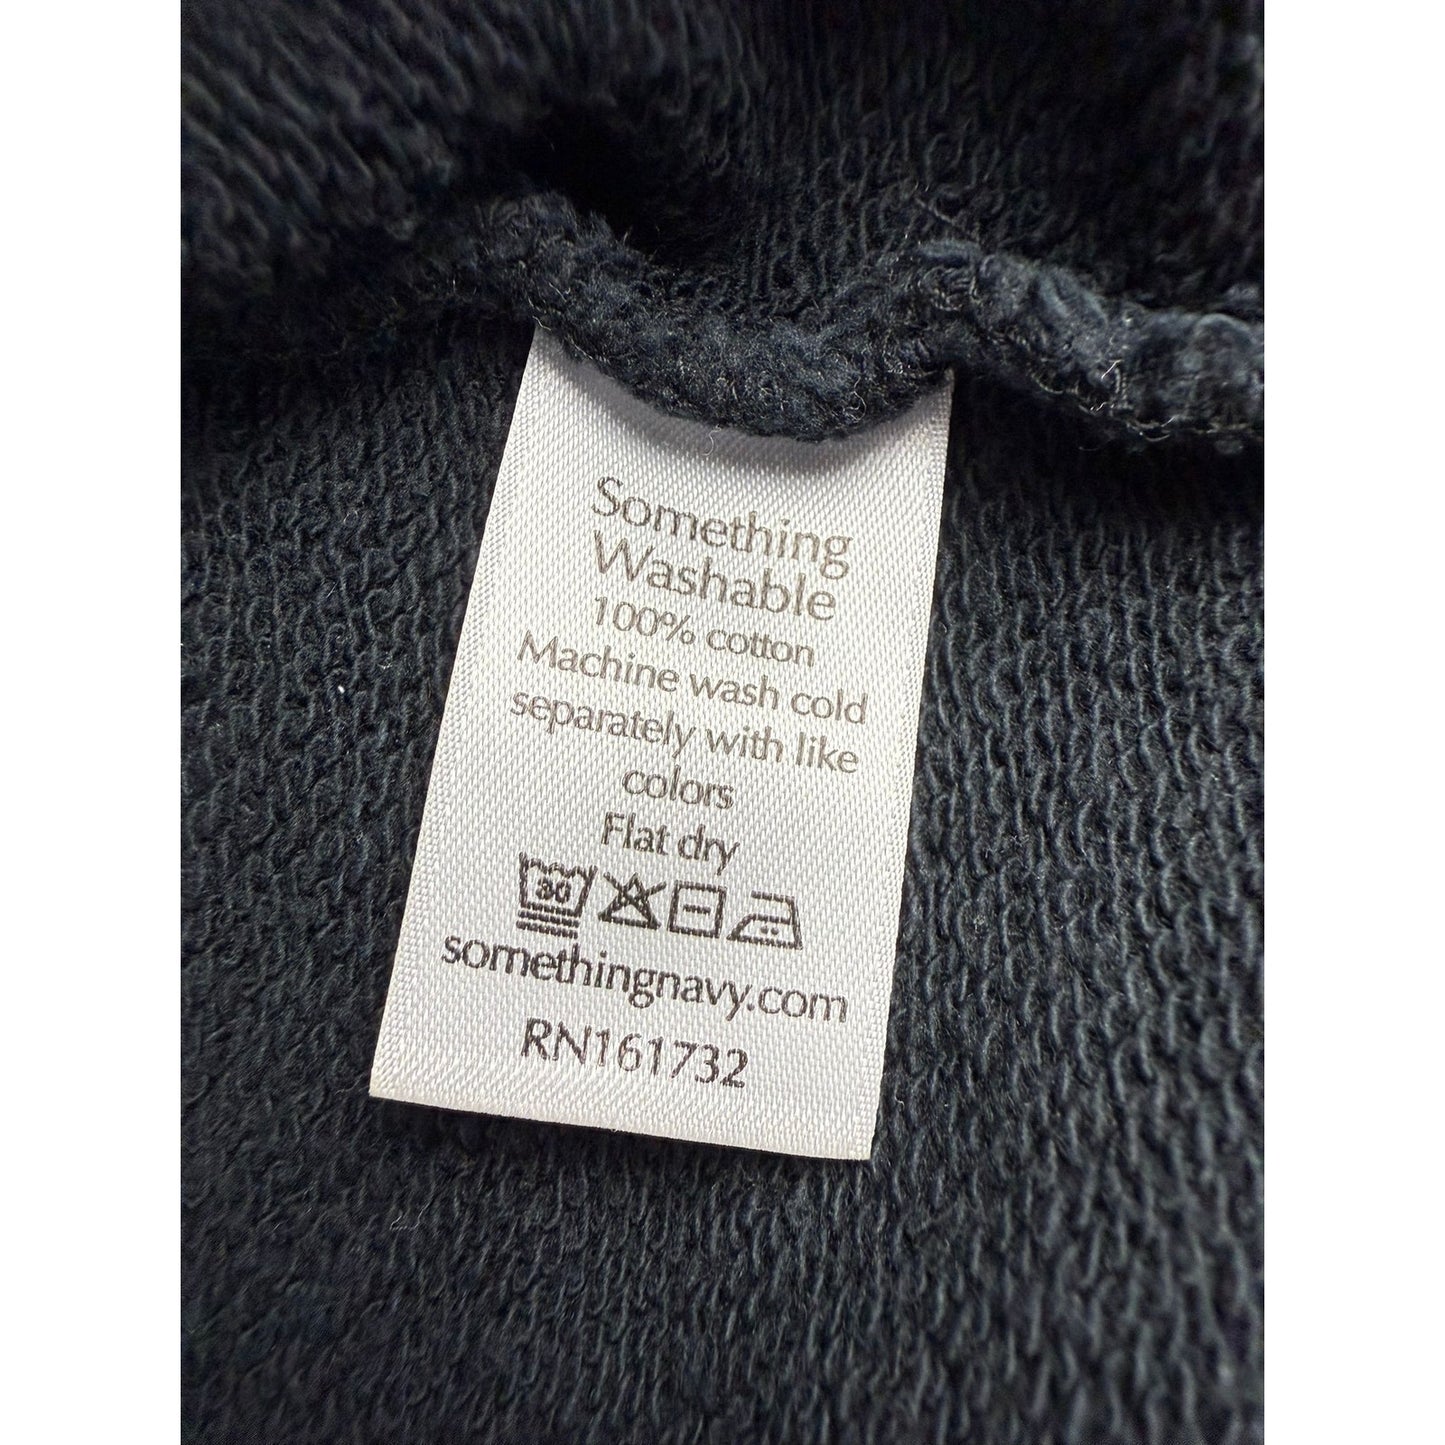 Something
Washable
100% cotton
Machine wash cold
separately with like
colors
Flat dry
30
somethingnavy.com
RN161732